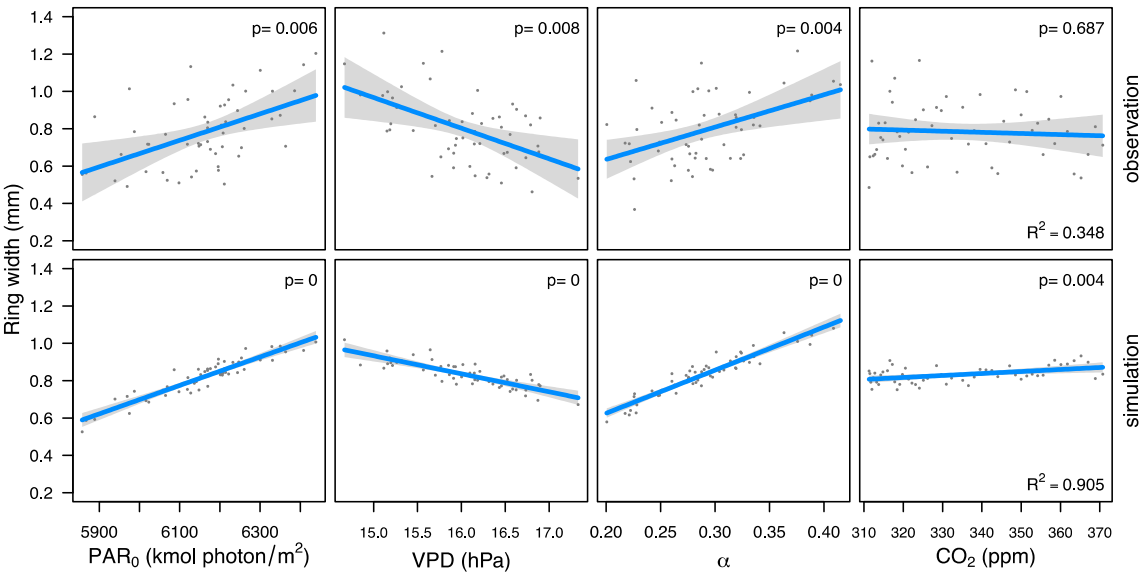 1.4
1.2
1.0
0.8
0.6
0.4
0.2
p= 0.006
p= 0.008
p= 0.004
p= 0.687
R² = 0.348
observation
Ring width (mm)
1.4
1.2
1.0
0.8
0.6
0.4
0.2
p= 0
p= 0
p= 0
p= 0.004
R² = 0.905
simulation
5900 6100 6300
15.0 15.5 16.0 16.5 17.0
0.20 0.25 0.30 0.35 0.40
310 320 330 340 350 360 370
PAR₀ (kmol photon/m²)
VPD (hPa)
α
CO₂ (ppm)